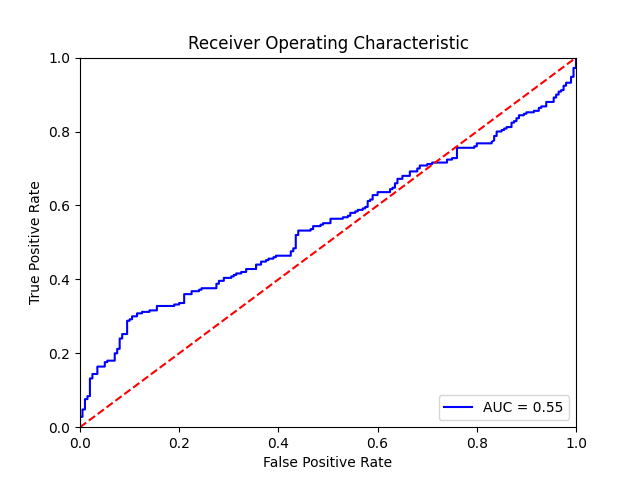 Receiver Operating Characteristic
True Positive Rate
1.0
0.8
0.6
0.4
0.2
0.0
AUC = 0.55
0.0 0.2 0.4 0.6 0.8 1.0
False Positive Rate